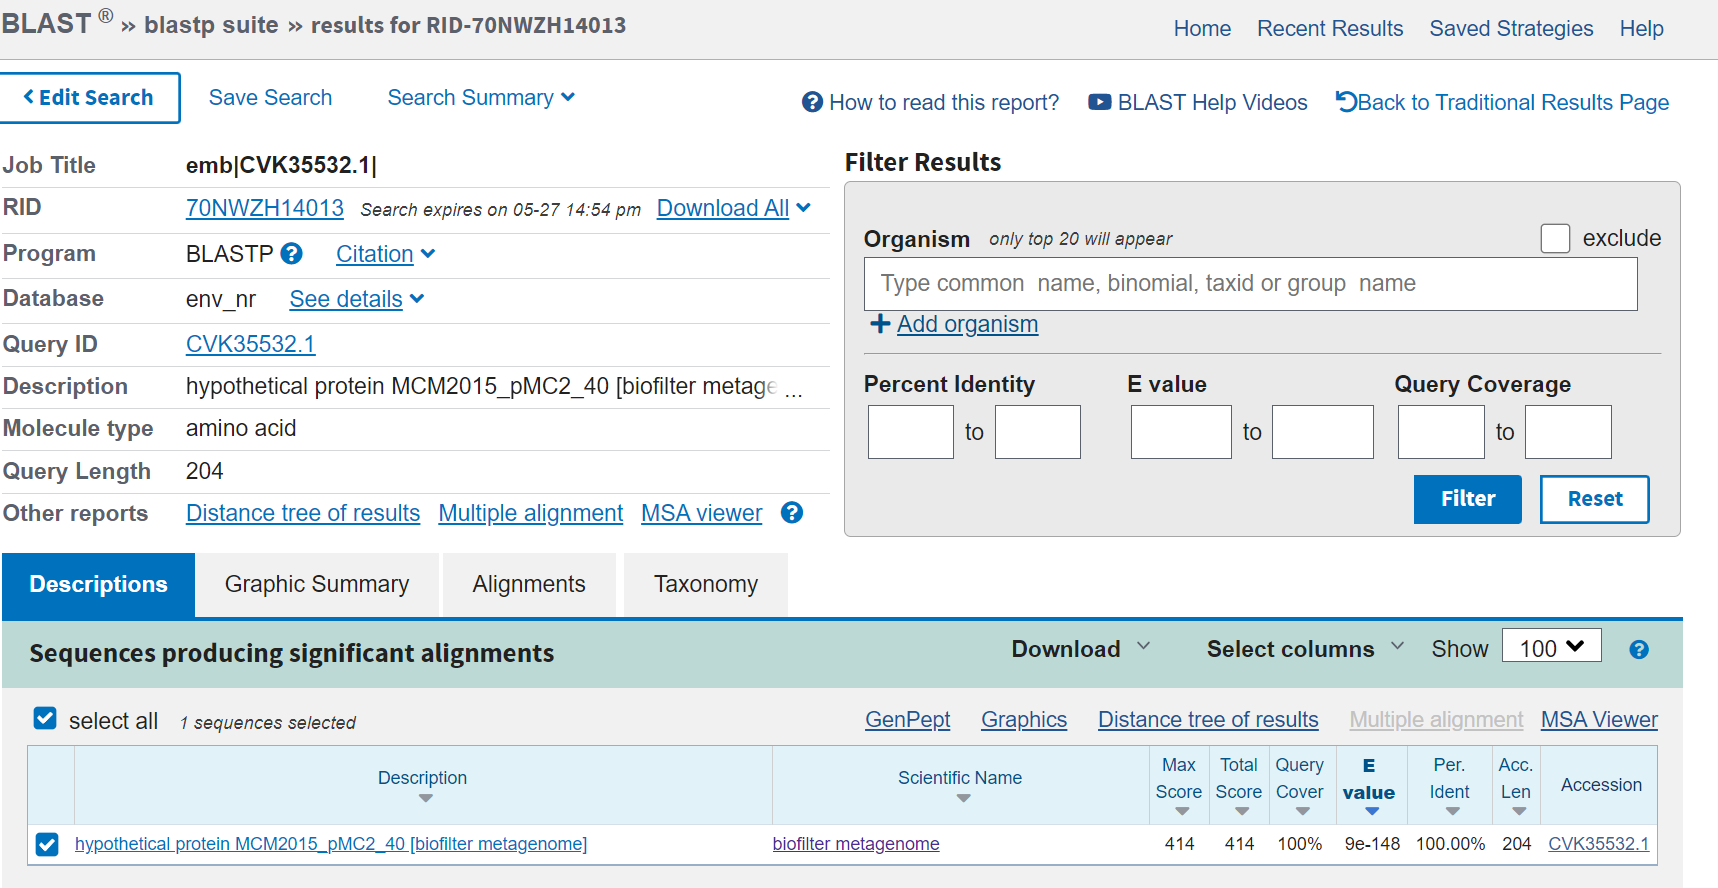 BLAST ® » blastp suite » results for RID-70NWZH14013
Home Recent Results Saved Strategies Help
Edit Search Save Search Search Summary
How to read this report? BLAST Help Videos Back to Traditional Results Page
Job Title emb|CVK35532.1|
RID 70NWZH14013 Search expires on 05-27 14:54 pm Download All
Program BLASTP Citation
Database env_nr See details
Query ID CVK35532.1
Description hypothetical protein MCM2015_pMC2_40 [biofilter metage ...
Molecule type amino acid
Query Length 204
Other reports Distance tree of results Multiple alignment MSA viewer
Filter Results
Organism only top 20 will appear exclude
Type common name, binomial, taxid or group name
Add organism
Percent Identity E value Query Coverage
to to to
Filter Reset
Descriptions Graphic Summary Alignments Taxonomy
Sequences producing significant alignments Download Select columns Show 100
select all 1 sequences selected GenPept Graphics Distance tree of results Multiple alignment MSA Viewer
Description Scientific Name Max Score Total Score Query Cover E value Per. Ident Acc. Len Accession
hypothetical protein MCM2015_pMC2_40 [biofilter metagenome] biofilter metagenome 414 414 100% 9e-148 100.00% 204 CVK35532.1